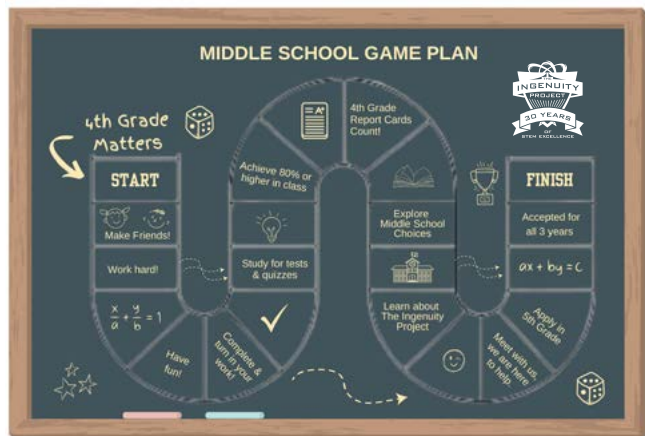 MIDDLE SCHOOL GAME PLAN
THE
INGENUITY
PROJECT
30 YEARS
OF
STEM EXCELLENCE
4th Grade
Matters
START
Make Friends!
Work hard!
x/a + y/b = 1
Have
fun!
Complete &
turn in your
work!
Study for tests
& quizzes
Achieve 80% or
higher in class
A+
4th Grade
Report Cards
Count!
Explore
Middle School
Choices
Learn about
The Ingenuity
Project
Meet with us,
we are here
to help.
Apply in
5th Grade
ax + by = c
Accepted for
all 3 years
FINISH